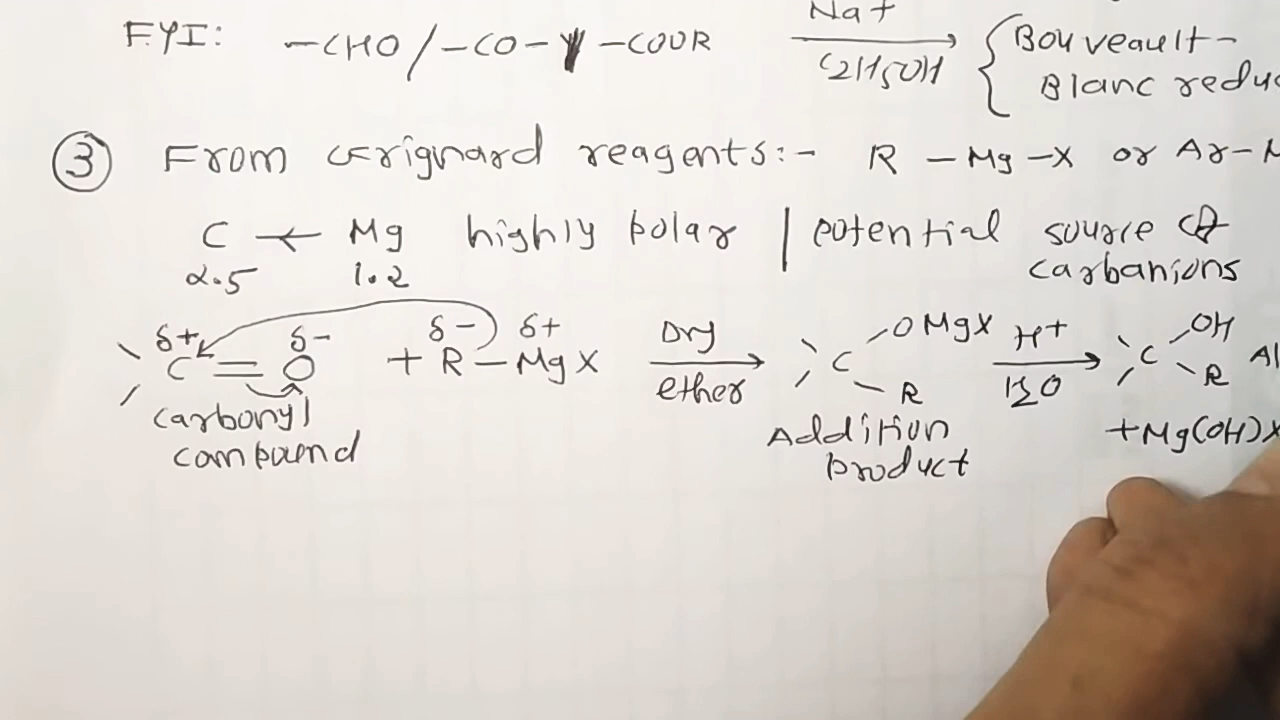 FYI: -CHO/-CO- -COOR Na+ / C2H5OH → { Bouveault-
Blanc reduc
③ From Grignard reagents:- R-Mg-X or Ar-M
C ← Mg highly polar | potential source of
2.5 1.2 carbanions
δ+ δ- δ- δ+
C=O + R-MgX Dry ether → C OMgX R H+ H2O → C OH R Al
carbonyl compound
Addition product
+Mg(OH)X